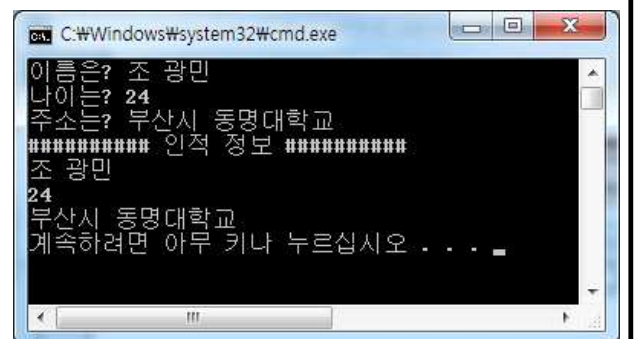 C:₩Windows₩system32₩cmd.exe
이름은? 조 광민
나이는? 24
주소는? 부산시 동명대학교
########## 인적 정보 ##########
조 광민
24
부산시 동명대학교
계속하려면 아무 키나 누르십시오 . . .